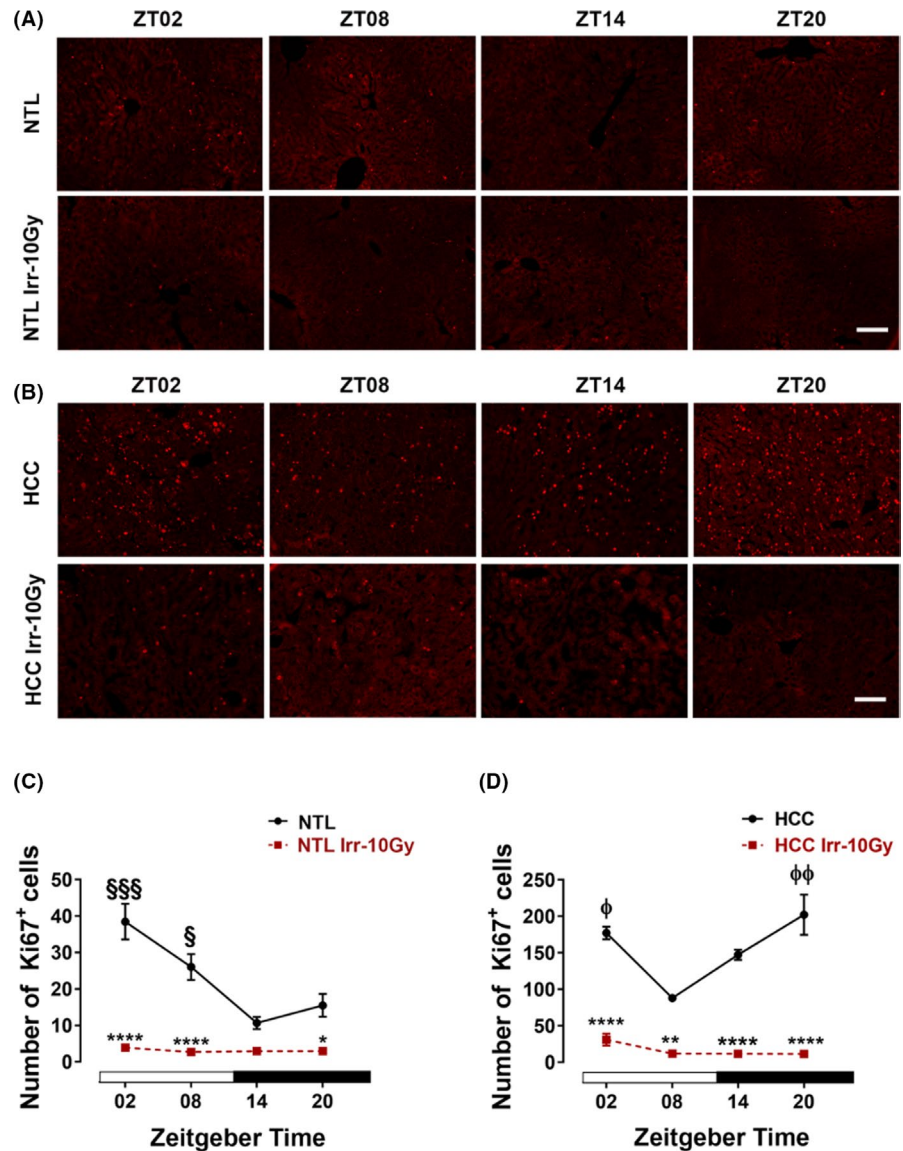 (A)
ZT02 ZT08 ZT14 ZT20
NTL
NTL Irr-10Gy
(B)
ZT02 ZT08 ZT14 ZT20
HCC
HCC Irr-10Gy
(C)
NTL
NTL Irr-10Gy
Number of Ki67⁺ cells
50
40
30
20
10
0
§§§
§
**** **** *
02 08 14 20
Zeitgeber Time
(D)
HCC
HCC Irr-10Gy
Number of Ki67⁺ cells
250
200
150
100
50
0
ϕ
ϕϕ
**** ** **** ****
02 08 14 20
Zeitgeber Time